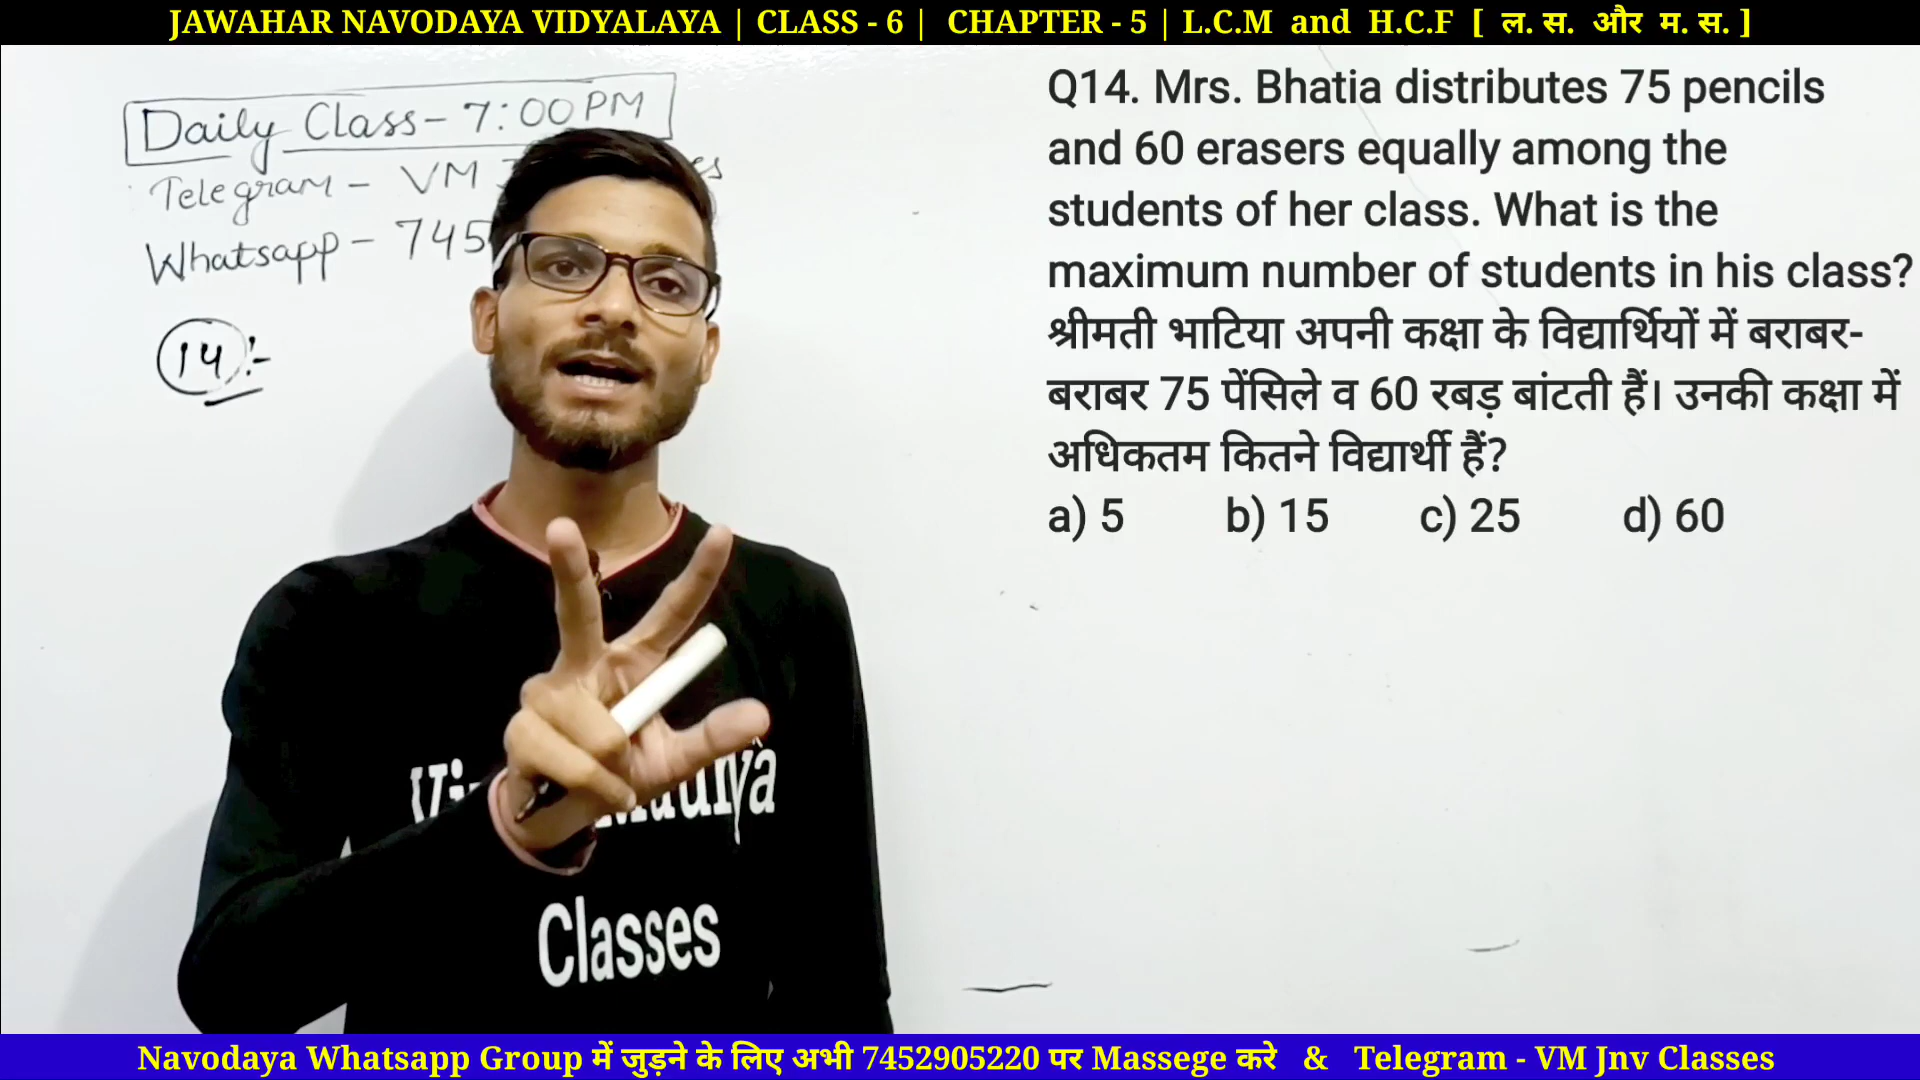 JAWAHAR NAVODAYA VIDYALAYA | CLASS - 6 | CHAPTER - 5 | L.C.M and H.C.F [ ल. स. और म. स. ]
Daily Class - 7:00 PM
Telegram - VM
Whatsapp - 745
14 :-
Q14. Mrs. Bhatia distributes 75 pencils
and 60 erasers equally among the
students of her class. What is the
maximum number of students in his class?
श्रीमती भाटिया अपनी कक्षा के विद्यार्थियों में बराबर-
बराबर 75 पेंसिले व 60 रबड़ बांटती हैं। उनकी कक्षा में
अधिकतम कितने विद्यार्थी हैं?
a) 5 b) 15 c) 25 d) 60
Classes
Navodaya Whatsapp Group में जुड़ने के लिए अभी 7452905220 पर Massege करे & Telegram - VM Jnv Classes